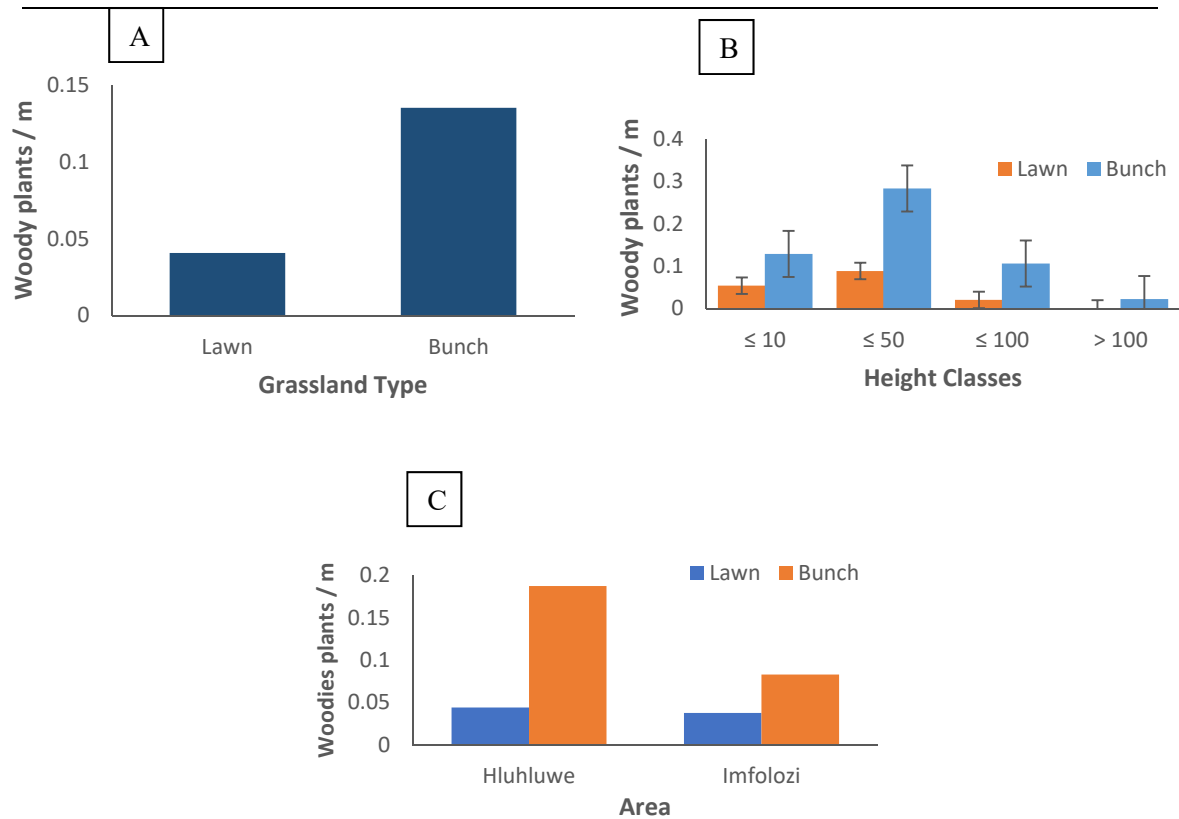 A
0.15
0.1
0.05
0
Woody plants / m
Lawn Bunch
Grassland Type
B
0.4
0.3
0.2
0.1
0
Woody plants / m
Lawn Bunch
≤ 10 ≤ 50 ≤ 100 > 100
Height Classes
C
0.2
0.15
0.1
0.05
0
Woodies plants / m
Lawn Bunch
Hluhluwe Imfolozi
Area